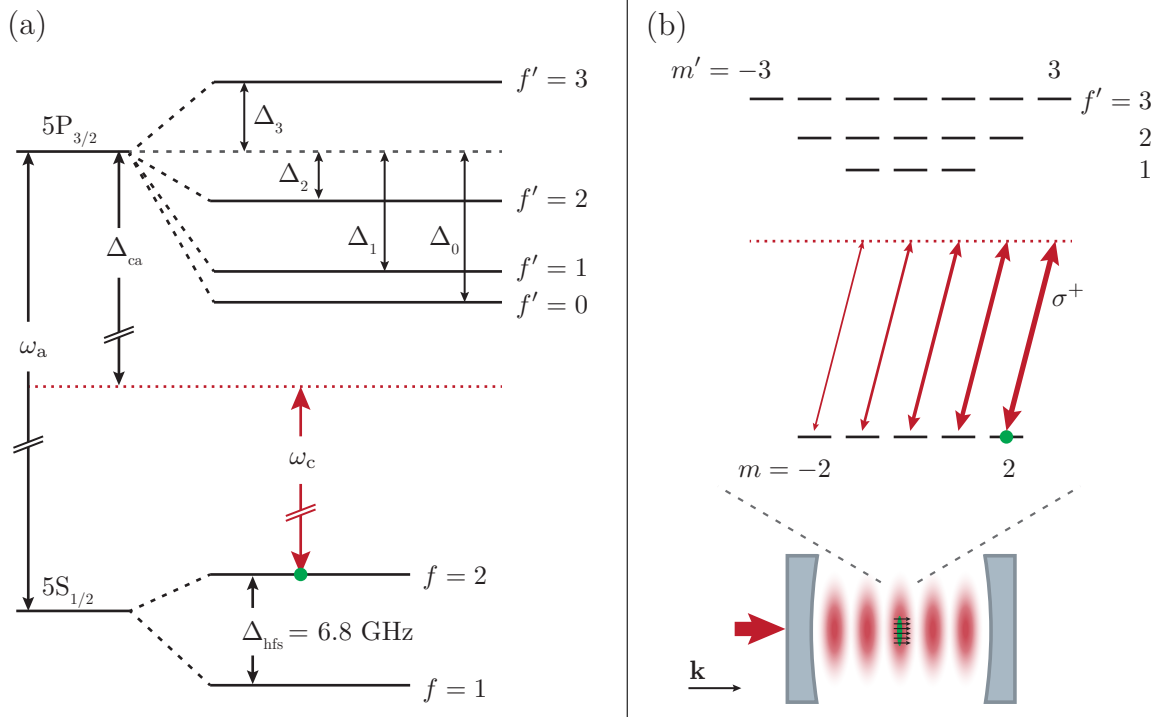 (a)
5P3/2
f′ = 3
Δ3
Δ2
f′ = 2
Δ1
Δ0
Δca
f′ = 1
f′ = 0
ωa
ωc
5S1/2
f = 2
Δhfs = 6.8 GHz
f = 1
(b)
m′ = −3
3
f′ = 3
2
1
σ+
m = −2
2
k